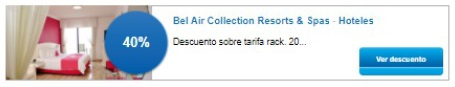 Bel Air Collection Resorts & Spas - Hoteles
40%
Descuento sobre tarifa rack. 20...
Ver descuento